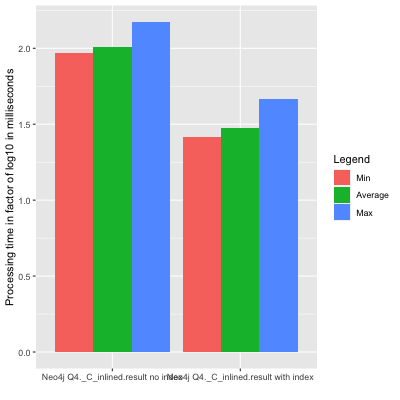 Processing time in factor of log10 in milliseconds
2.0
1.5
1.0
0.5
0.0
Neo4j Q4._C_inlined.result no index
Neo4j Q4._C_inlined.result with index
Legend
Min
Average
Max